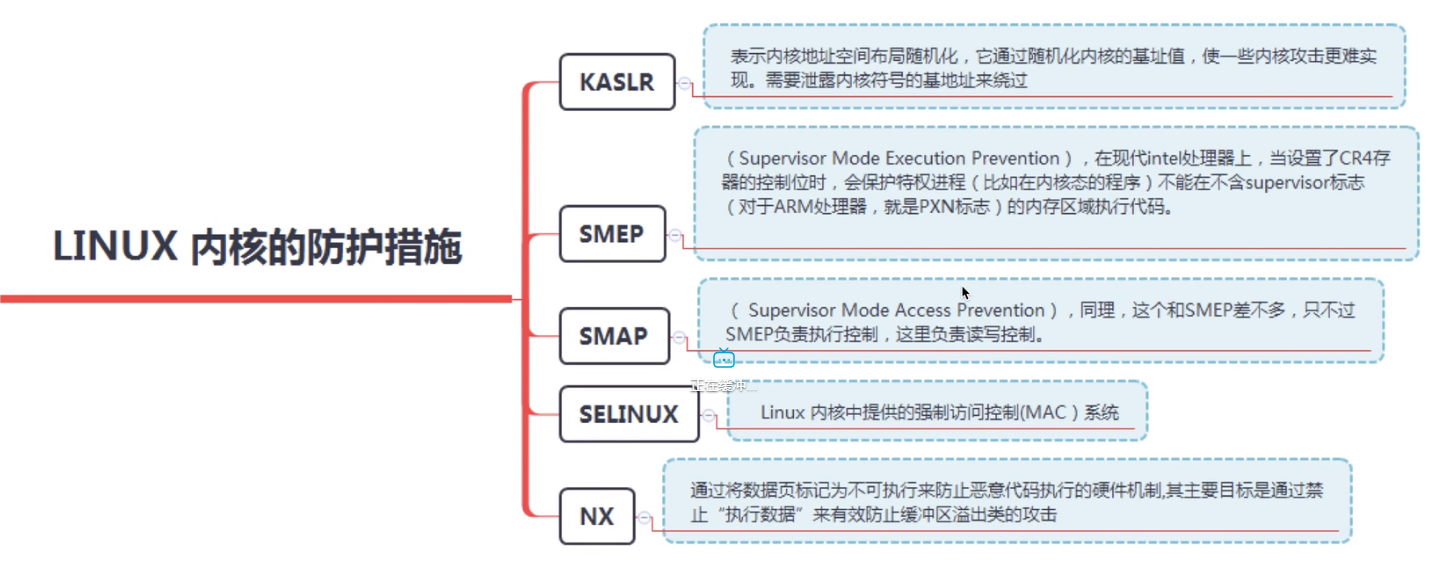 LINUX 内核的防护措施
KASLR
表示内核地址空间布局随机化，它通过随机化内核的基址值，使一些内核攻击更难实
现。需要泄露内核符号的基地址来绕过
SMEP
（Supervisor Mode Execution Prevention），在现代intel处理器上，当设置了CR4存
器的控制位时，会保护特权进程（比如在内核态的程序）不能在不含supervisor标志
（对于ARM处理器，就是PXN标志）的内存区域执行代码。
SMAP
（ Supervisor Mode Access Prevention），同理，这个和SMEP差不多，只不过
SMEP负责执行控制，这里负责读写控制。
正在缓冲...
SELINUX
Linux 内核中提供的强制访问控制(MAC）系统
NX
通过将数据页标记为不可执行来防止恶意代码执行的硬件机制,其主要目标是通过禁
止“执行数据”来有效防止缓冲区溢出类的攻击